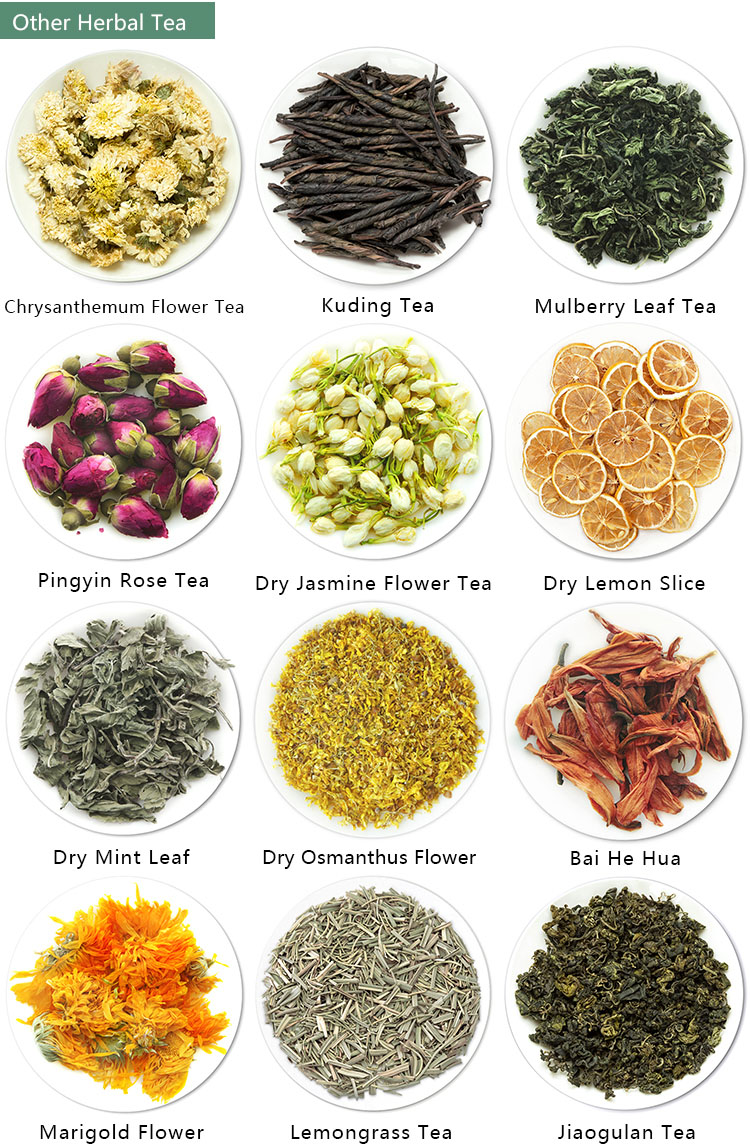 Other Herbal Tea
Chrysanthemum Flower Tea
Kuding Tea
Mulberry Leaf Tea
Pingyin Rose Tea
Dry Jasmine Flower Tea
Dry Lemon Slice
Dry Mint Leaf
Dry Osmanthus Flower
Bai He Hua
Marigold Flower
Lemongrass Tea
Jiaogulan Tea